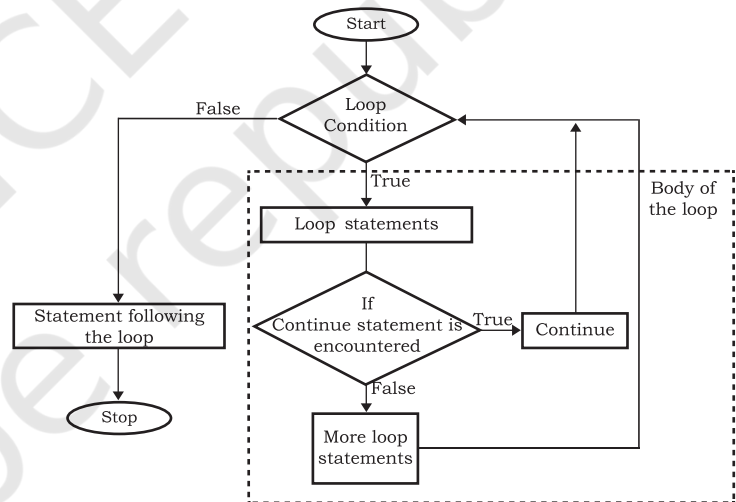 Start
Loop
Condition
False
True
Body of
the loop
Loop statements
If
Continue statement is
encountered
True
Continue
Statement following
the loop
False
Stop
More loop
statements